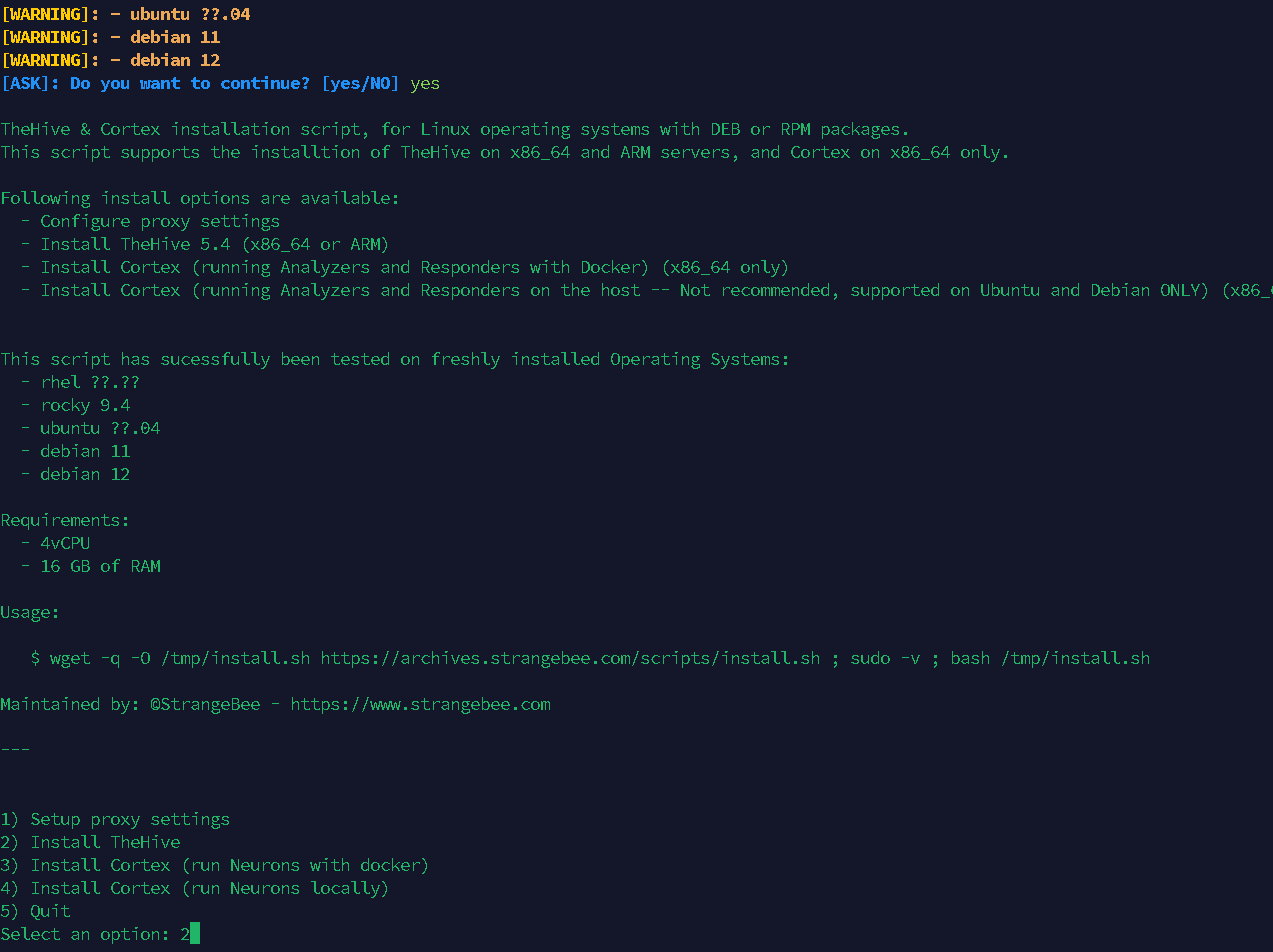 [WARNING]: - ubuntu ??.04
[WARNING]: - debian 11
[WARNING]: - debian 12
[ASK]: Do you want to continue? [yes/NO] yes
TheHive & Cortex installation script, for Linux operating systems with DEB or RPM packages.
This script supports the installtion of TheHive on x86_64 and ARM servers, and Cortex on x86_64 only.
Following install options are available:
- Configure proxy settings
- Install TheHive 5.4 (x86_64 or ARM)
- Install Cortex (running Analyzers and Responders with Docker) (x86_64 only)
- Install Cortex (running Analyzers and Responders on the host -- Not recommended, supported on Ubuntu and Debian ONLY) (x86_
This script has sucessfully been tested on freshly installed Operating Systems:
- rhel ??.??
- rocky 9.4
- ubuntu ??.04
- debian 11
- debian 12
Requirements:
- 4vCPU
- 16 GB of RAM
Usage:
$ wget -q -O /tmp/install.sh https://archives.strangebee.com/scripts/install.sh ; sudo -v ; bash /tmp/install.sh
Maintained by: ©StrangeBee - https://www.strangebee.com
---
1) Setup proxy settings
2) Install TheHive
3) Install Cortex (run Neurons with docker)
4) Install Cortex (run Neurons locally)
5) Quit
Select an option: 2